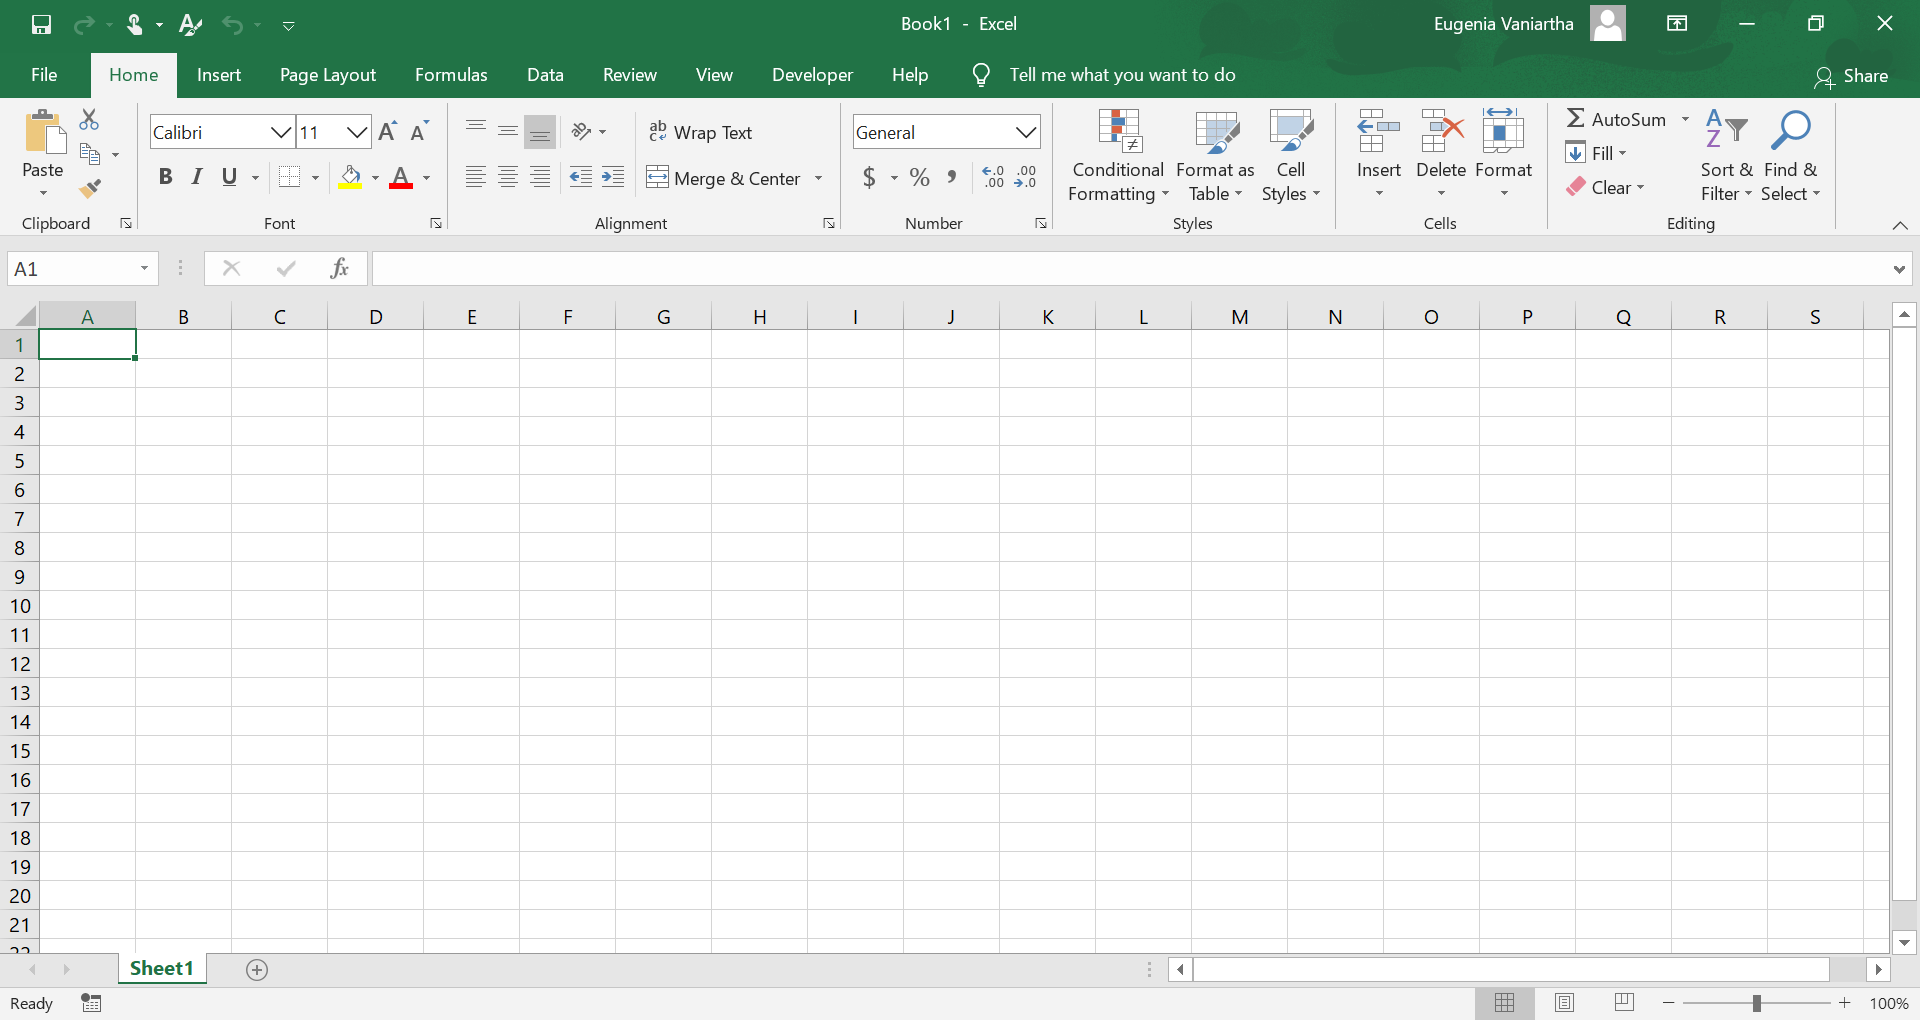 Book1 - Excel
Eugenia Vaniartha
File Home Insert Page Layout Formulas Data Review View Developer Help Tell me what you want to do Share
Paste
Clipboard
Calibri 11
B I U
Font
Wrap Text
Merge & Center
Alignment
General
$ % ,
Number
Conditional Formatting
Format as Table
Cell Styles
Styles
Insert Delete Format
Cells
AutoSum
Fill
Clear
Sort & Filter
Find & Select
Editing
A1
fx
A B C D E F G H I J K L M N O P Q R S
1
2
3
4
5
6
7
8
9
10
11
12
13
14
15
16
17
18
19
20
21
22
Sheet1
Ready
100%